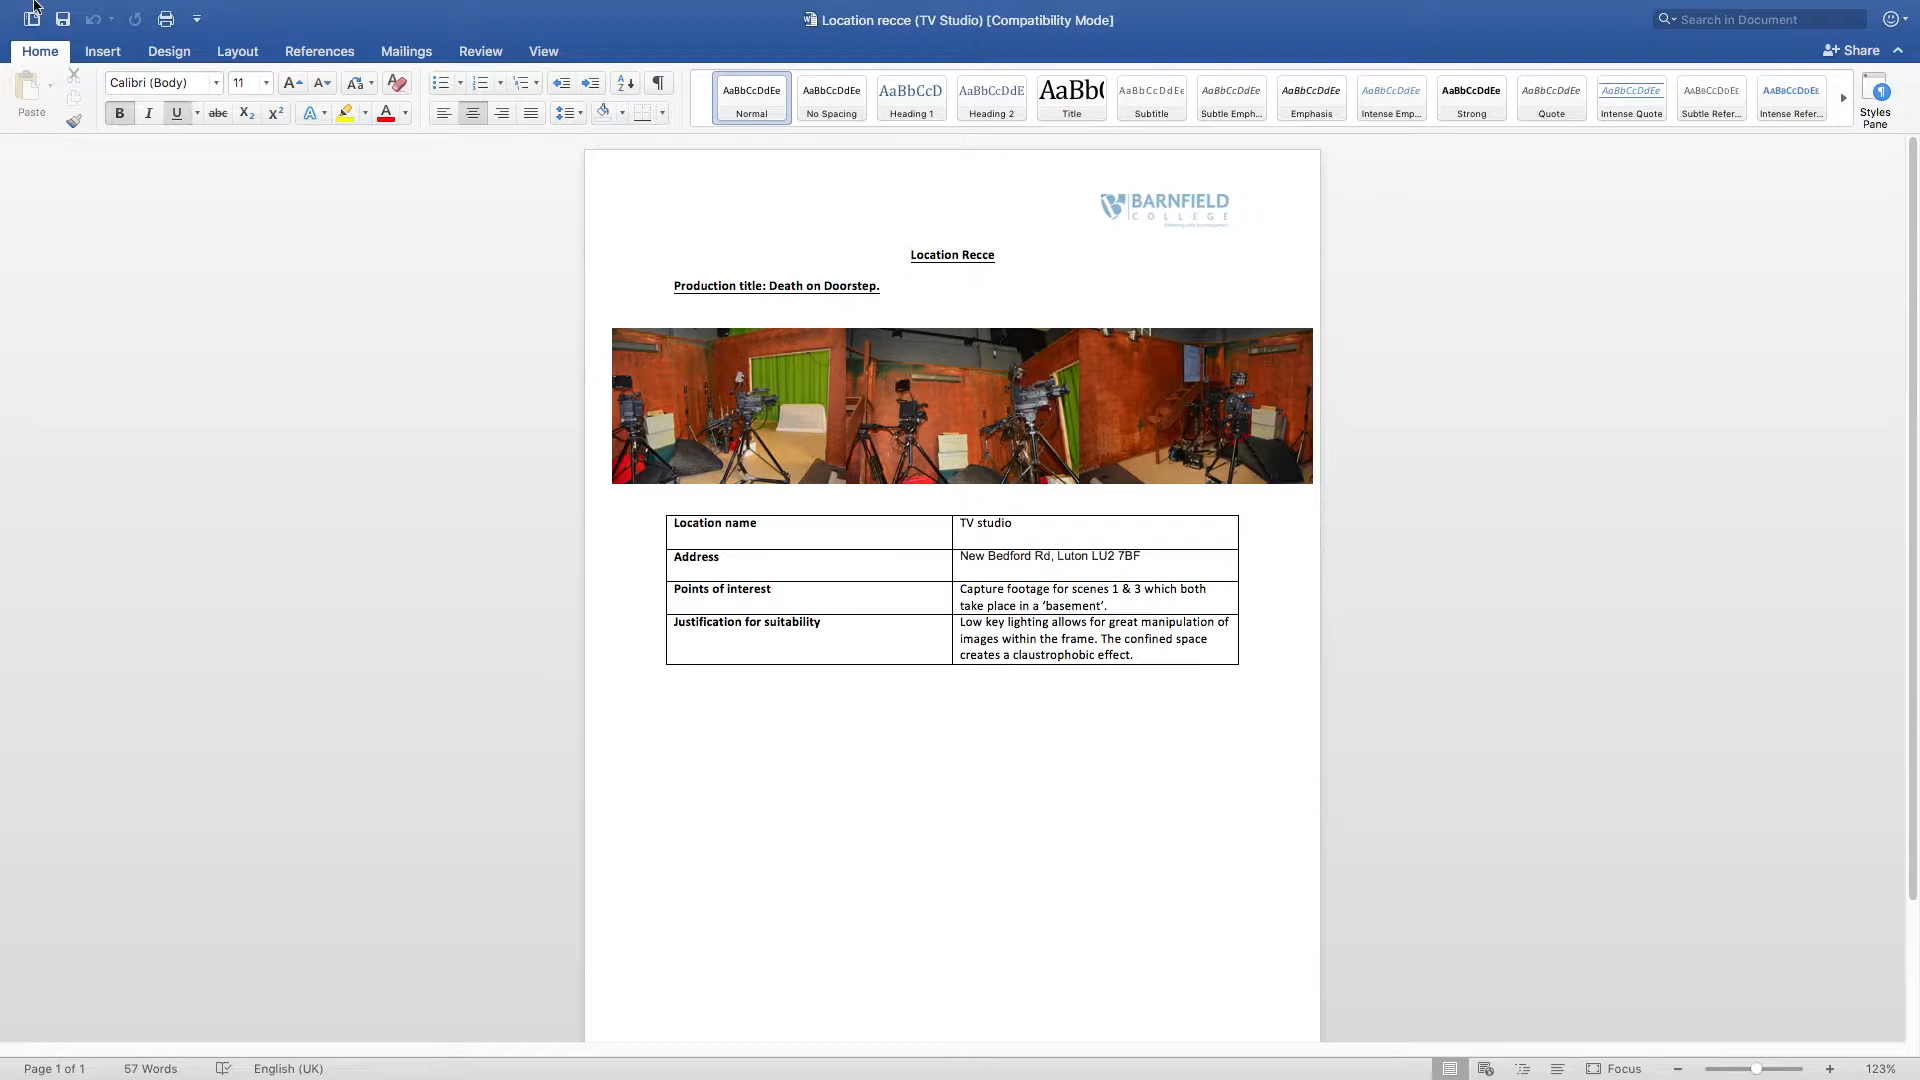 Location recce (TV Studio) [Compatibility Mode]
Search in Document
Home Insert Design Layout References Mailings Review View
Share
Paste
Calibri (Body) 11
AaBbCcDdEe AaBbCcDdEe AaBbCcD AaBbCcDdE AaBb( AaBbCcDdEe AaBbCcDdEe AaBbCcDdEe AaBbCcDdEe AaBbCcDdEe AaBbCcDdEe AaBbCcDdEe AaBbCcDdEe AaBbCcDdEe
Normal No Spacing Heading 1 Heading 2 Title Subtitle Subtle Emph... Emphasis Intense Emp... Strong Quote Intense Quote Subtle Refer... Intense Refer...
Styles
Pane
B I U abc X2 X2 A A
BARNFIELD
COLLEGE
Location Recce
Production title: Death on Doorstep.
Location name
TV studio
Address
New Bedford Rd, Luton LU2 7BF
Points of interest
Capture footage for scenes 1 & 3 which both
take place in a ‘basement’.
Justification for suitability
Low key lighting allows for great manipulation of
images within the frame. The confined space
creates a claustrophobic effect.
Page 1 of 1 57 Words English (UK) Focus 123%